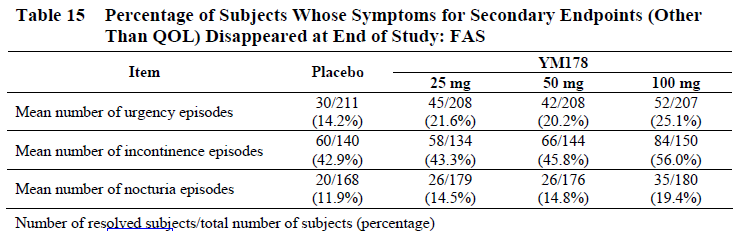 Table 15 Percentage of Subjects Whose Symptoms for Secondary Endpoints (Other
Than QOL) Disappeared at End of Study: FAS
Item Placebo YM178
25 mg 50 mg 100 mg
Mean number of urgency episodes 30/211 45/208 42/208 52/207
(14.2%) (21.6%) (20.2%) (25.1%)
Mean number of incontinence episodes 60/140 58/134 66/144 84/150
(42.9%) (43.3%) (45.8%) (56.0%)
Mean number of nocturia episodes 20/168 26/179 26/176 35/180
(11.9%) (14.5%) (14.8%) (19.4%)
Number of resolved subjects/total number of subjects (percentage)